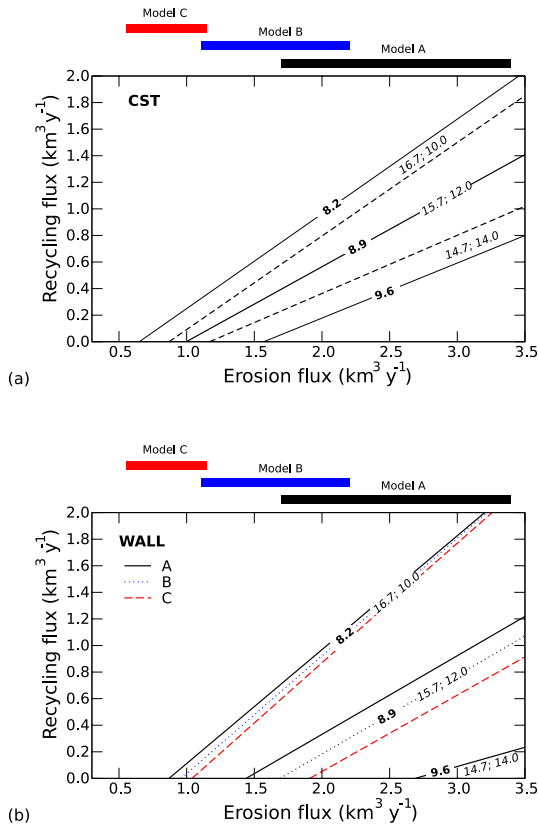 Model C
Model B
Model A
CST
Recycling flux (km³ y⁻¹)
2.0
1.8
1.6
1.4
1.2
1.0
0.8
0.6
0.4
0.2
0.0
8.2
16.7; 10.0
8.9
15.7; 12.0
9.6
14.7; 14.0
0.5 1.0 1.5 2.0 2.5 3.0 3.5
Erosion flux (km³ y⁻¹)
(a)
Model C
Model B
Model A
WALL
A
B
C
Recycling flux (km³ y⁻¹)
2.0
1.8
1.6
1.4
1.2
1.0
0.8
0.6
0.4
0.2
0.0
8.2
16.7; 10.0
8.9
15.7; 12.0
9.6
14.7; 14.0
0.5 1.0 1.5 2.0 2.5 3.0 3.5
Erosion flux (km³ y⁻¹)
(b)